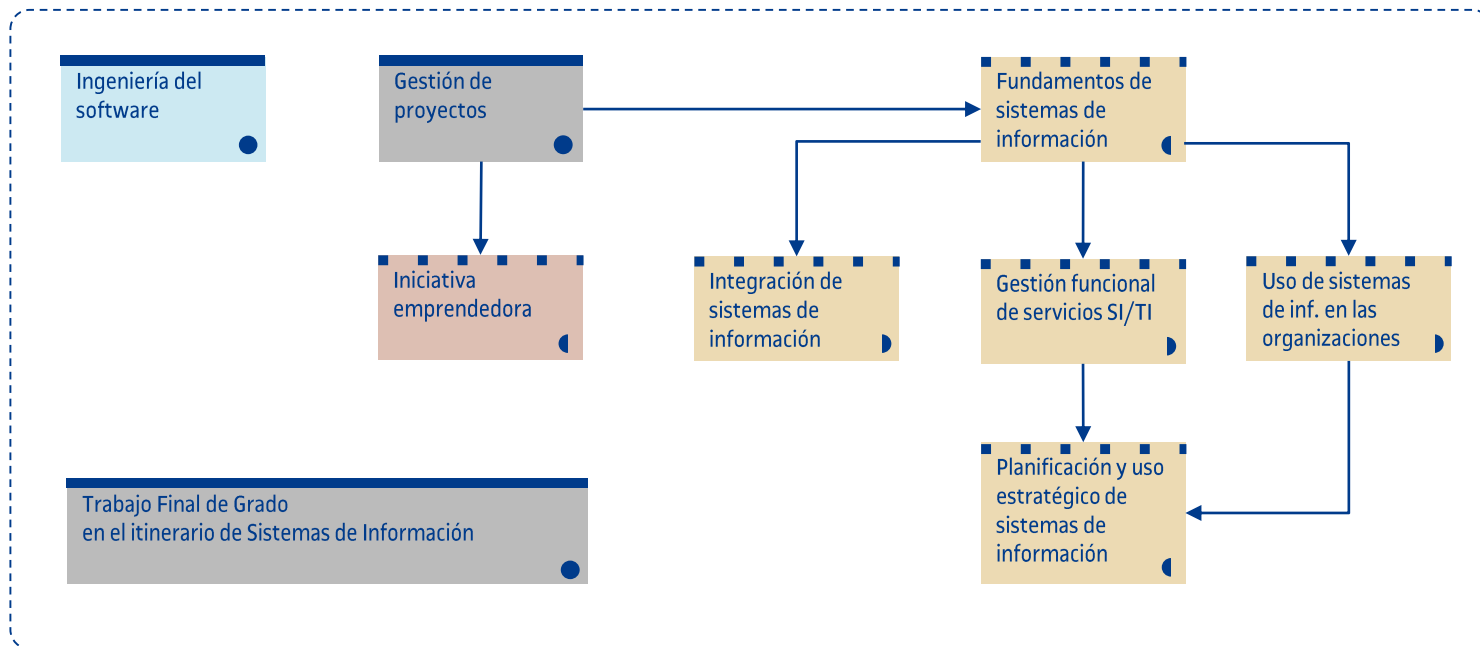 Ingeniería del
software
Gestión de
proyectos
Fundamentos de
sistemas de
información
Iniciativa
emprendedora
Integración de
sistemas de
información
Gestión funcional
de servicios SI/TI
Uso de sistemas
de inf. en las
organizaciones
Planificación y uso
estratégico de
sistemas de
información
Trabajo Final de Grado
en el itinerario de Sistemas de Información